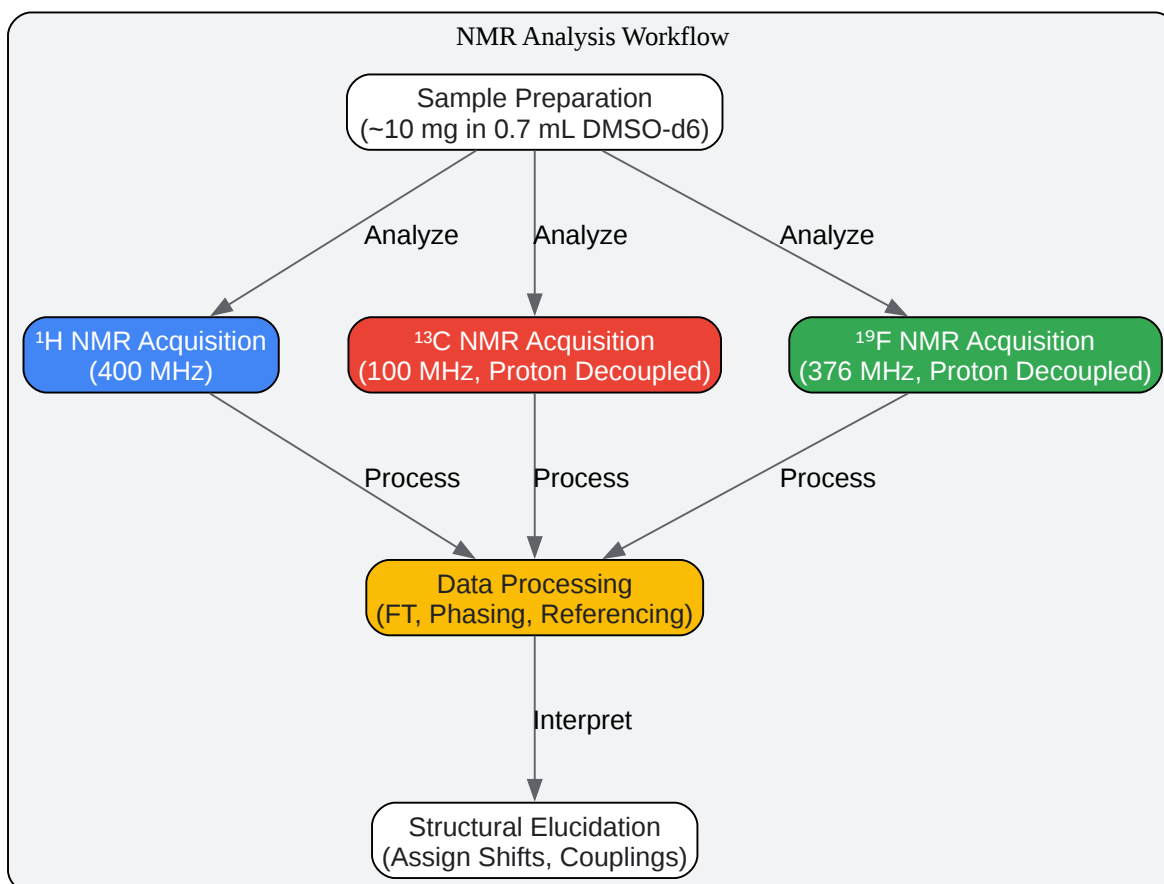 NMR Analysis Workflow
Sample Preparation
(~10 mg in 0.7 mL DMSO-d6)
Analyze
Analyze
Analyze
¹H NMR Acquisition
(400 MHz)
¹³C NMR Acquisition
(100 MHz, Proton Decoupled)
¹⁹F NMR Acquisition
(376 MHz, Proton Decoupled)
Process
Process
Process
Data Processing
(FT, Phasing, Referencing)
Interpret
Structural Elucidation
(Assign Shifts, Couplings)